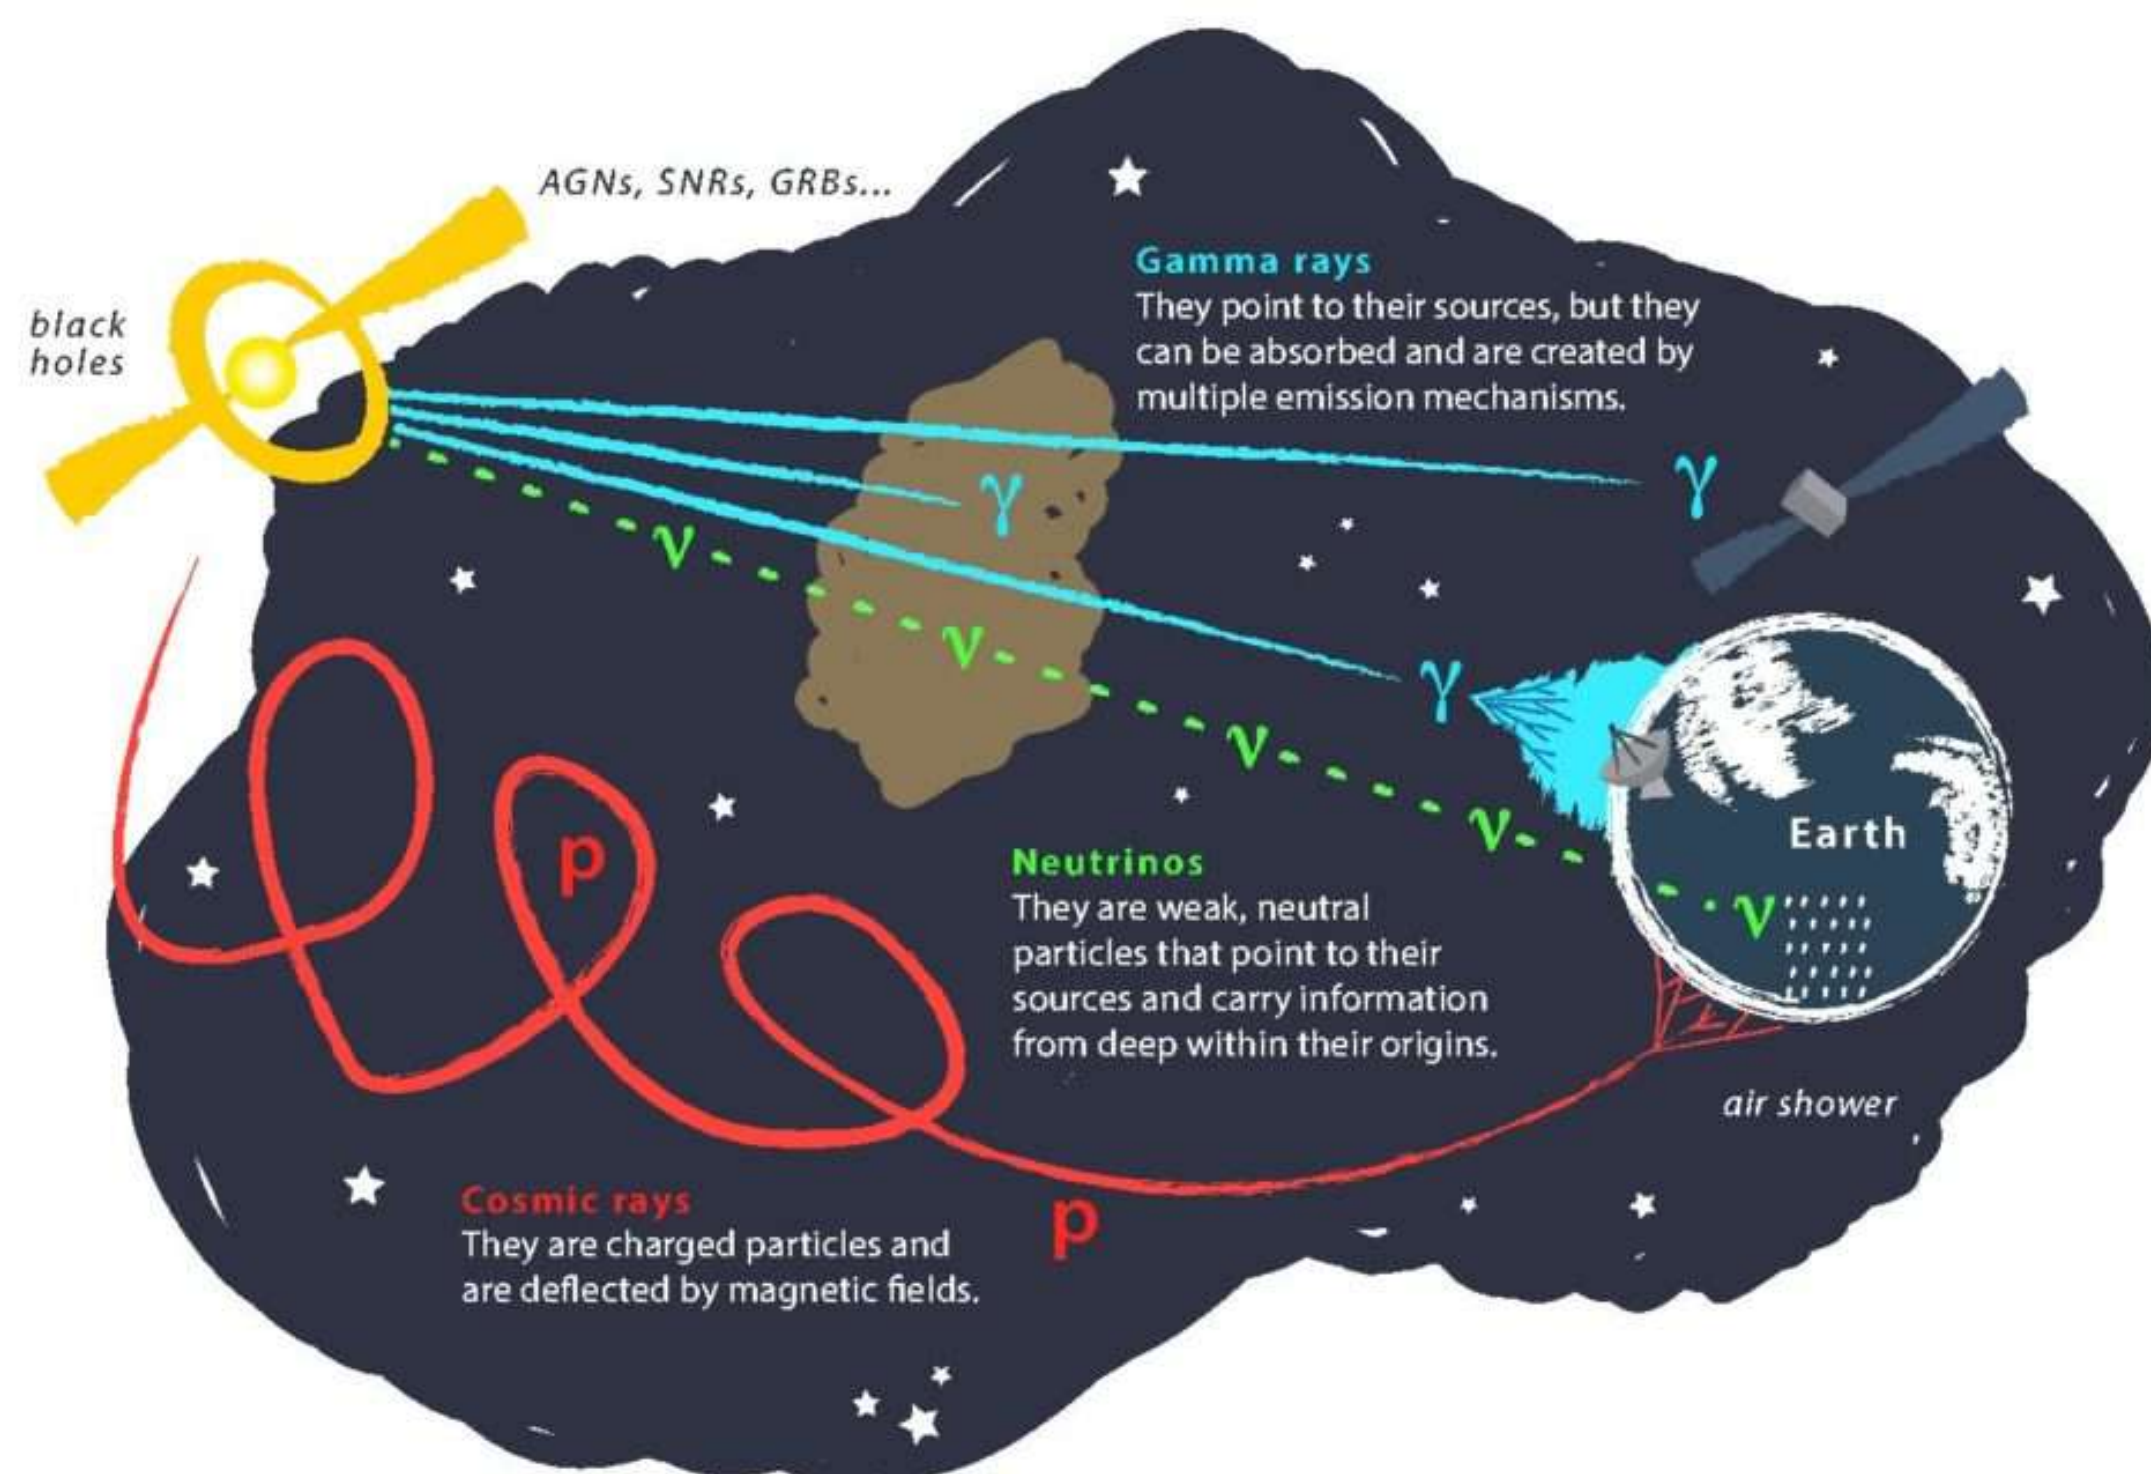 AGNs, SNRs, GRBs...
black
holes
Gamma rays
They point to their sources, but they
can be absorbed and are created by
multiple emission mechanisms.
γ
γ
ν
ν
γ
ν
ν
Earth
ν
p
Neutrinos
They are weak, neutral
particles that point to their
sources and carry information
from deep within their origins.
air shower
Cosmic rays
They are charged particles and
are deflected by magnetic fields.
p